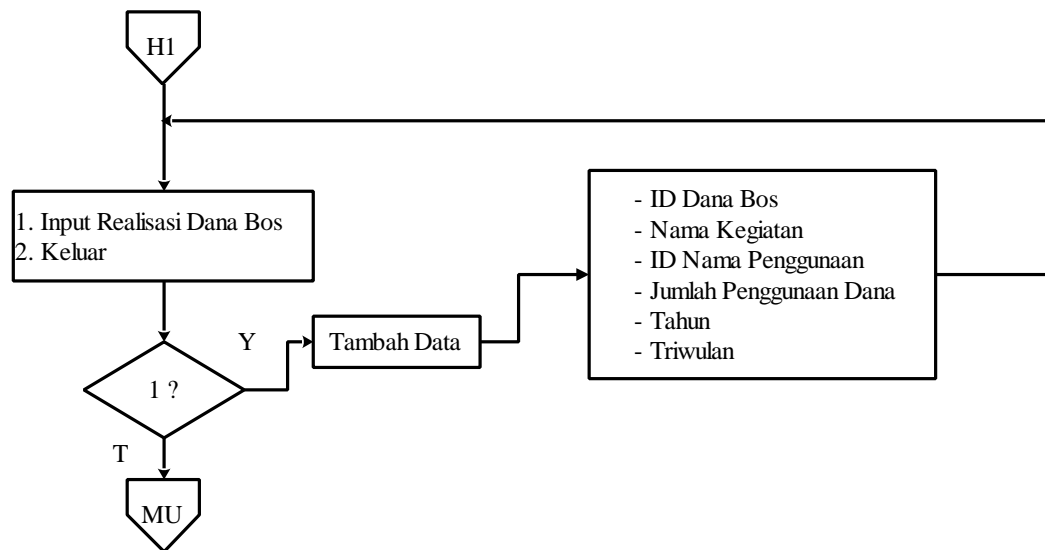 H1
1. Input Realisasi Dana Bos
2. Keluar
1 ?
Y
T
Tambah Data
- ID Dana Bos
- Nama Kegiatan
- ID Nama Penggunaan
- Jumlah Penggunaan Dana
- Tahun
- Triwulan
MU